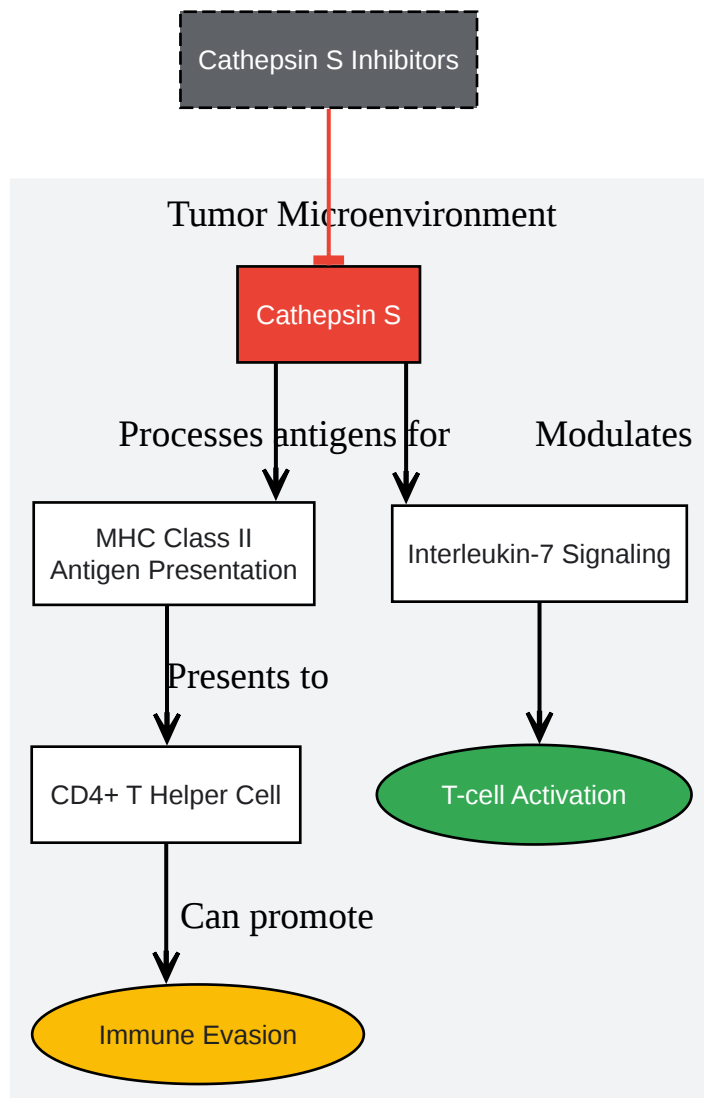 Cathepsin S Inhibitors
Tumor Microenvironment
Cathepsin S
Processes antigens for
Modulates
MHC Class II
Antigen Presentation
Interleukin-7 Signaling
Presents to
CD4+ T Helper Cell
T-cell Activation
Can promote
Immune Evasion